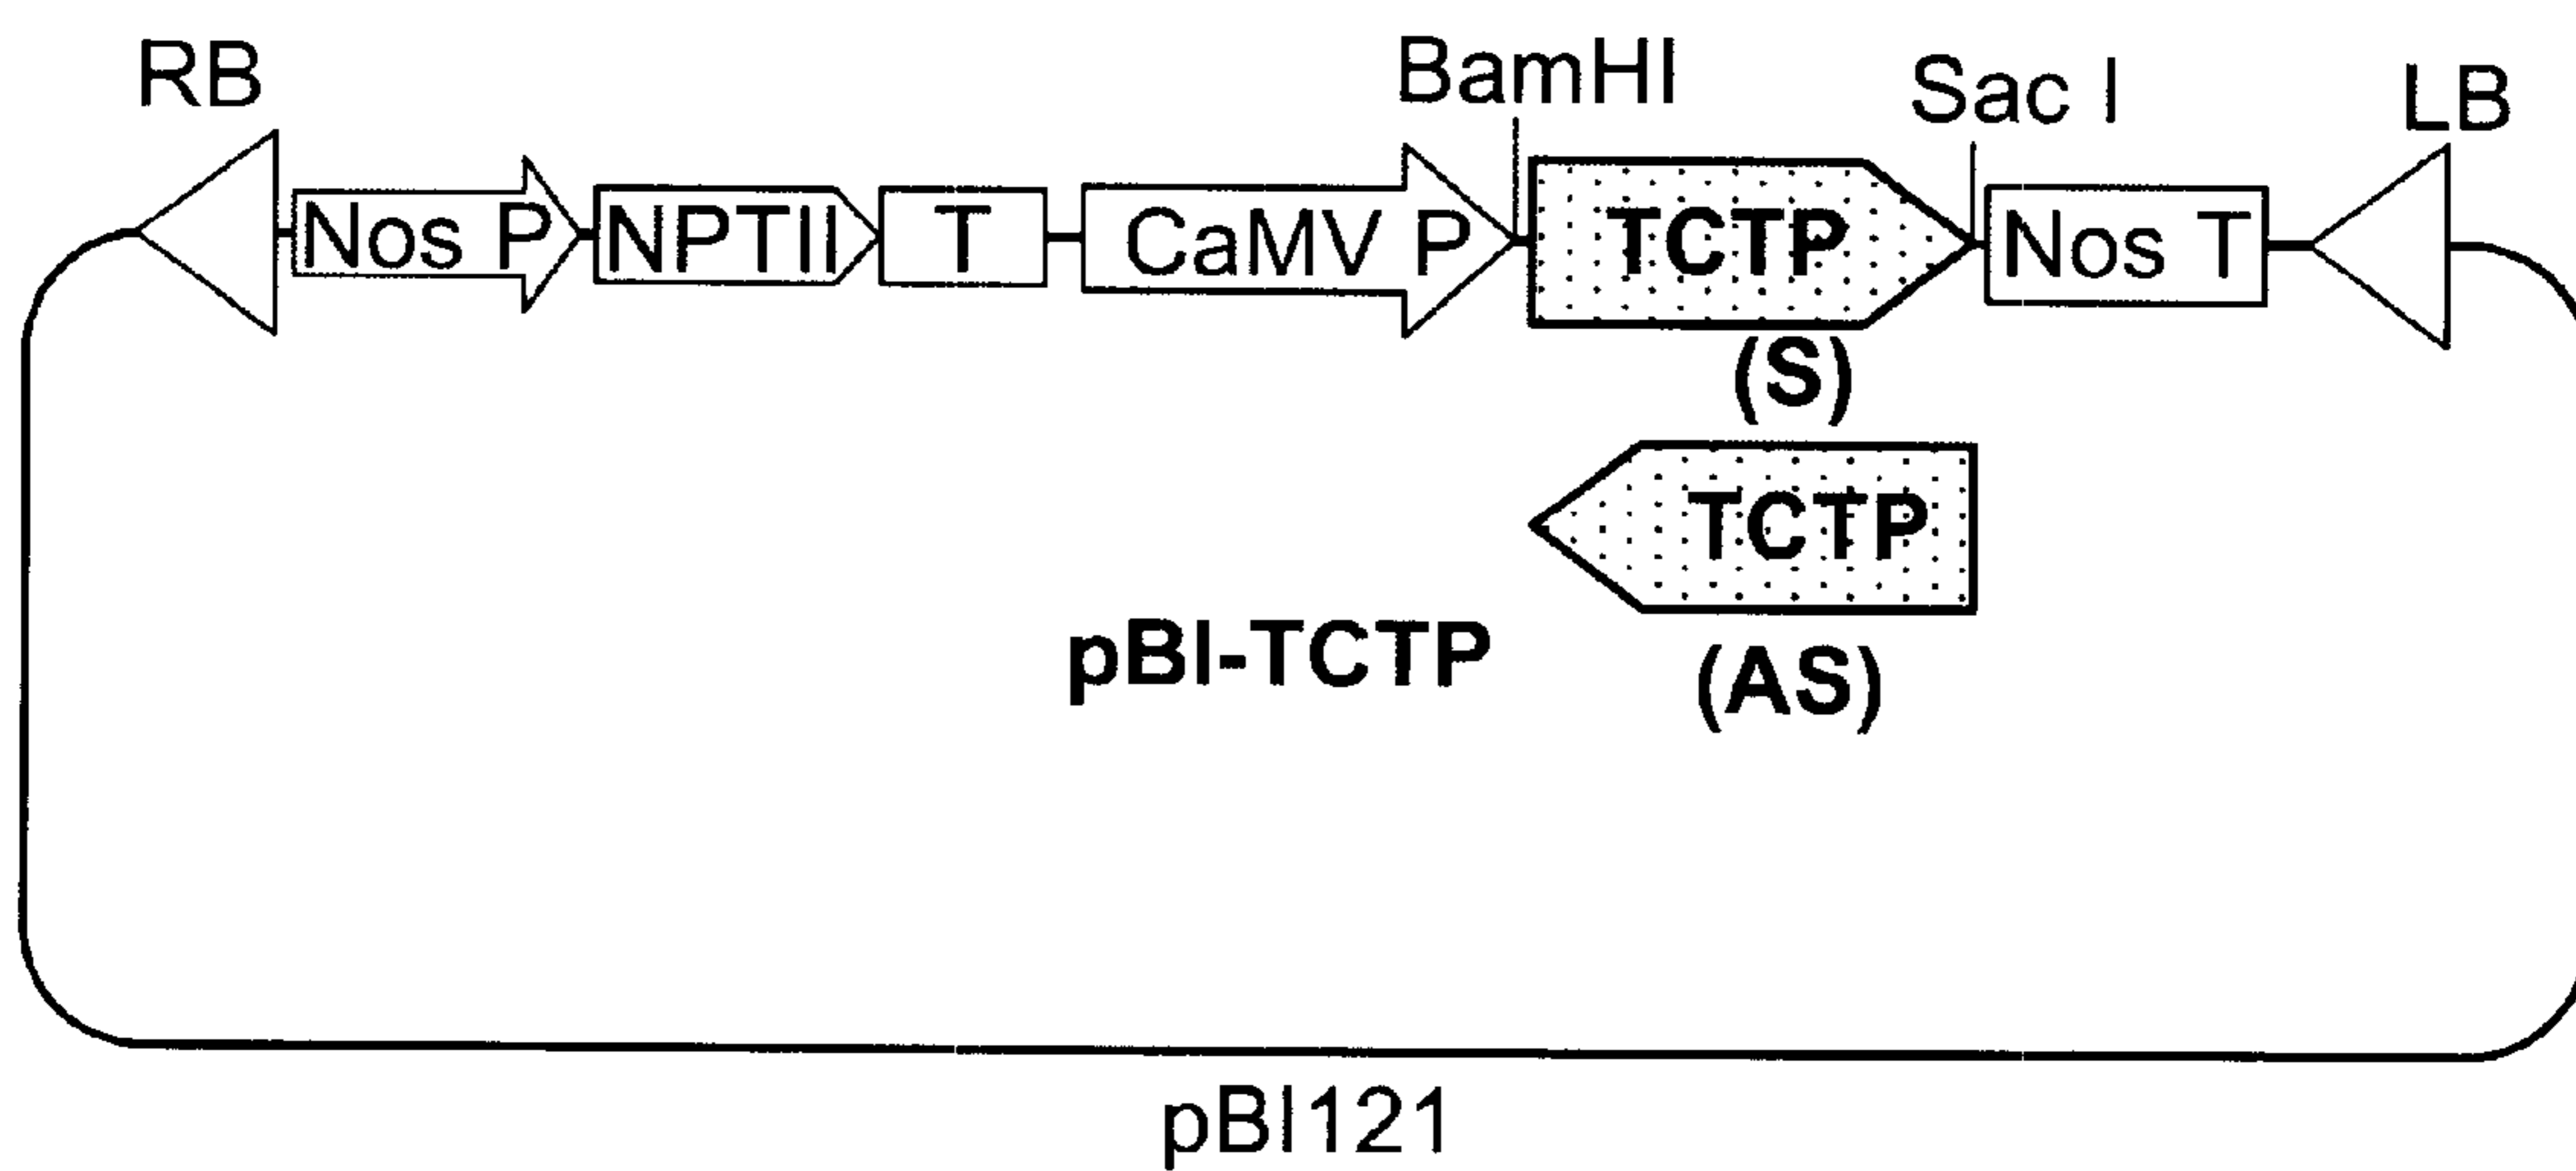 RB
BamHI
Sac I
LB
Nos P
NPTII
T
CaMV P
TCTP
Nos T
(S)
TCTP
(AS)
pBI-TCTP
pBI121